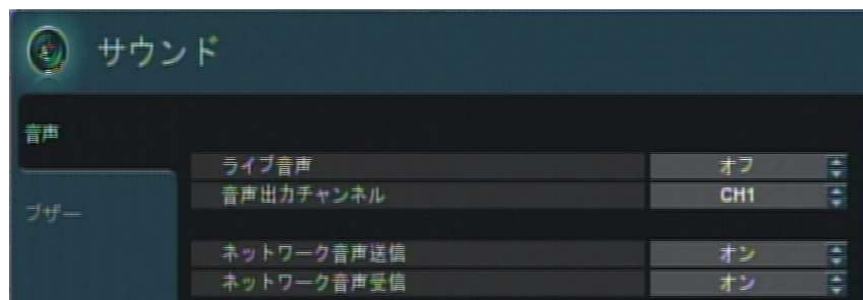 サウンド
音声
ライブ音声 オフ
音声出力チャンネル CH1
ブザー
ネットワーク音声送信 オン
ネットワーク音声受信 オン